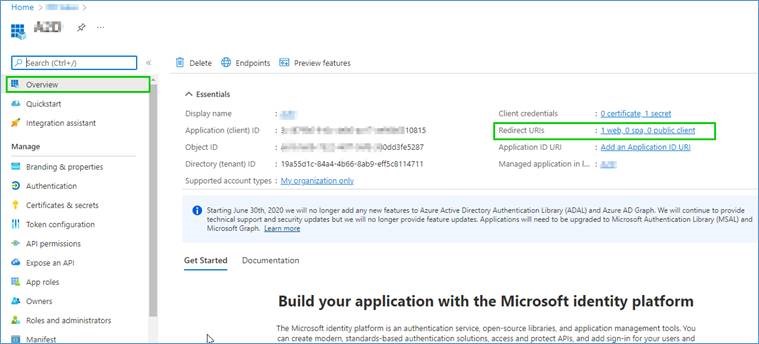 Home >
A2D
Search (Ctrl+/)
«
Delete
Endpoints
Preview features
Overview
Quickstart
Integration assistant
Manage
Branding & properties
Authentication
Certificates & secrets
Token configuration
API permissions
Expose an API
App roles
Owners
Roles and administrators
Manifest
Essentials
Display name :
Application (client) ID : 10815
Object ID : 0dd3fe5287
Directory (tenant) ID : 19a55d1c-84a4-4b66-8ab9-eff5c8114711
Supported account types : My organization only
Client credentials : 0 certificate, 1 secret
Redirect URIs : 1 web, 0 spa, 0 public client
Application ID URI : Add an Application ID URI
Managed application in l... :
Starting June 30th, 2020 we will no longer add any new features to Azure Active Directory Authentication Library (ADAL) and Azure AD Graph. We will continue to provide
technical support and security updates but we will no longer provide feature updates. Applications will need to be upgraded to Microsoft Authentication Library (MSAL) and
Microsoft Graph. Learn more
Get Started
Documentation
Build your application with the Microsoft identity platform
The Microsoft identity platform is an authentication service, open-source libraries, and application management tools. You
can create modern, standards-based authentication solutions, access and protect APIs, and add sign-in for your users and